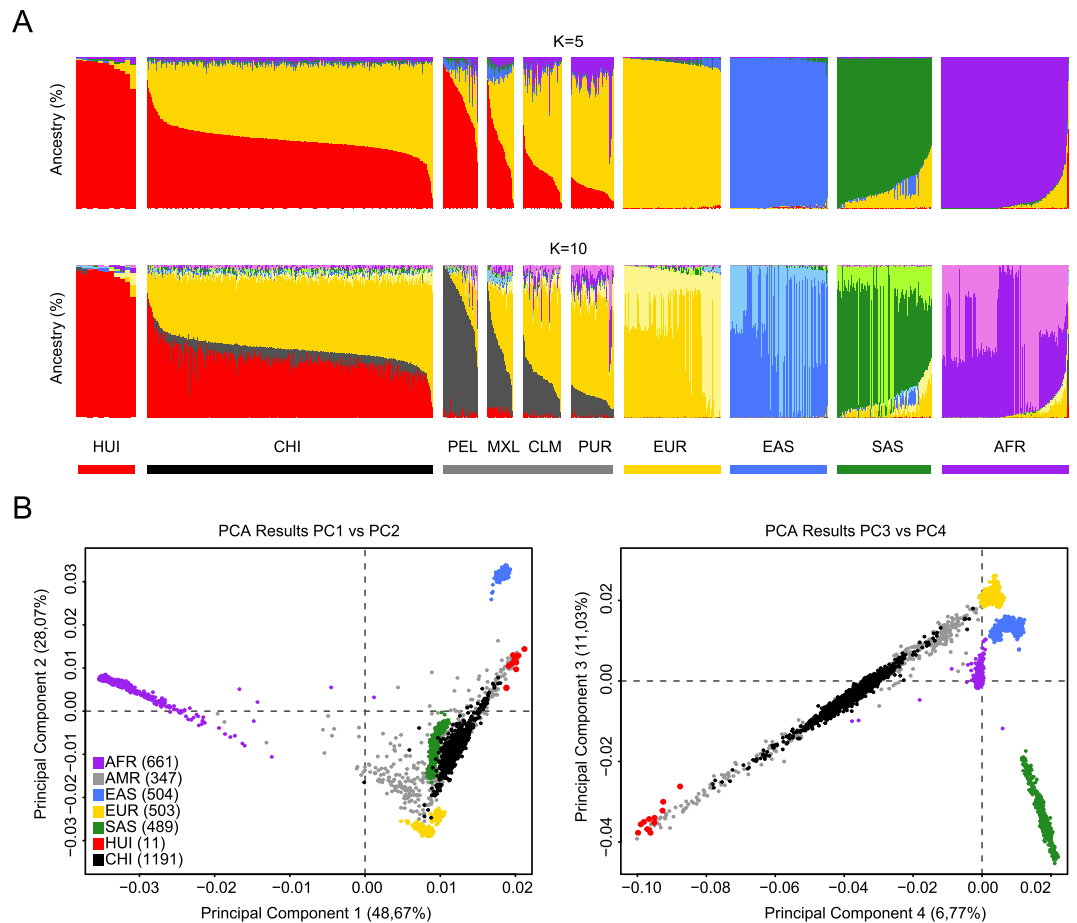 A
K=5
Ancestry (%)
K=10
Ancestry (%)
HUI CHI PEL MXL CLM PUR EUR EAS SAS AFR
B
PCA Results PC1 vs PC2
Principal Component 2 (28,07%)
0.03
0.02
0.01
0.00
−0.01
−0.02
−0.03
AFR (661)
AMR (347)
EAS (504)
EUR (503)
SAS (489)
HUI (11)
CHI (1191)
−0.03 −0.02 −0.01 0.00 0.01 0.02
Principal Component 1 (48,67%)
PCA Results PC3 vs PC4
Principal Component 3 (11,03%)
0.02
0.00
−0.02
−0.04
−0.10 −0.08 −0.06 −0.04 −0.02 0.00 0.02
Principal Component 4 (6,77%)